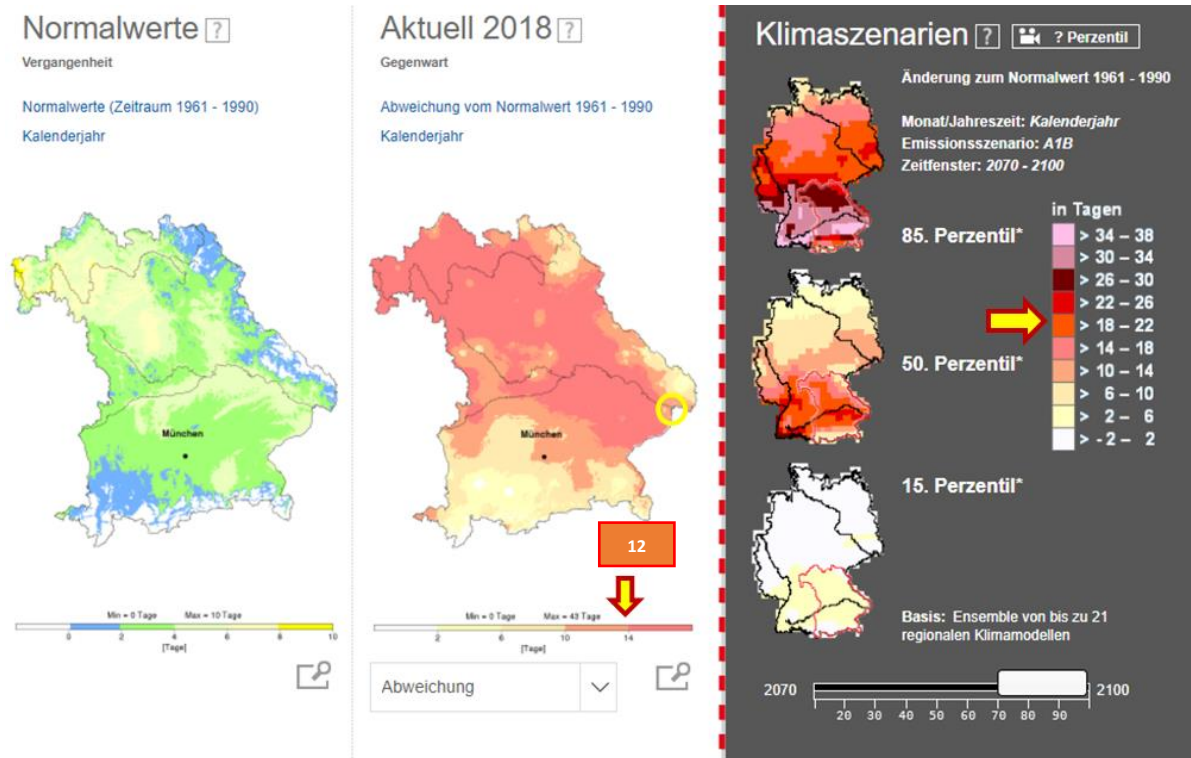 Normalwerte ?
Vergangenheit
Normalwerte (Zeitraum 1961 - 1990)
Kalenderjahr
München
Min = 0 Tage Max = 10 Tage
0 2 4 6 8 10
[Tage]
Aktuell 2018 ?
Gegenwart
Abweichung vom Normalwert 1961 - 1990
Kalenderjahr
München
12
Min = 0 Tage Max = 43 Tage
2 6 10 14
[Tage]
Abweichung
Klimaszenarien ? ? Perzentil
Änderung zum Normalwert 1961 - 1990
Monat/Jahreszeit: Kalenderjahr
Emissionsszenario: A1B
Zeitfenster: 2070 - 2100
in Tagen
> 34 – 38
> 30 – 34
> 26 – 30
> 22 – 26
> 18 – 22
> 14 – 18
> 10 – 14
> 6 – 10
> 2 – 6
> - 2 – 2
85. Perzentil*
50. Perzentil*
15. Perzentil*
Basis: Ensemble von bis zu 21
regionalen Klimamodellen
2070 2100
20 30 40 50 60 70 80 90